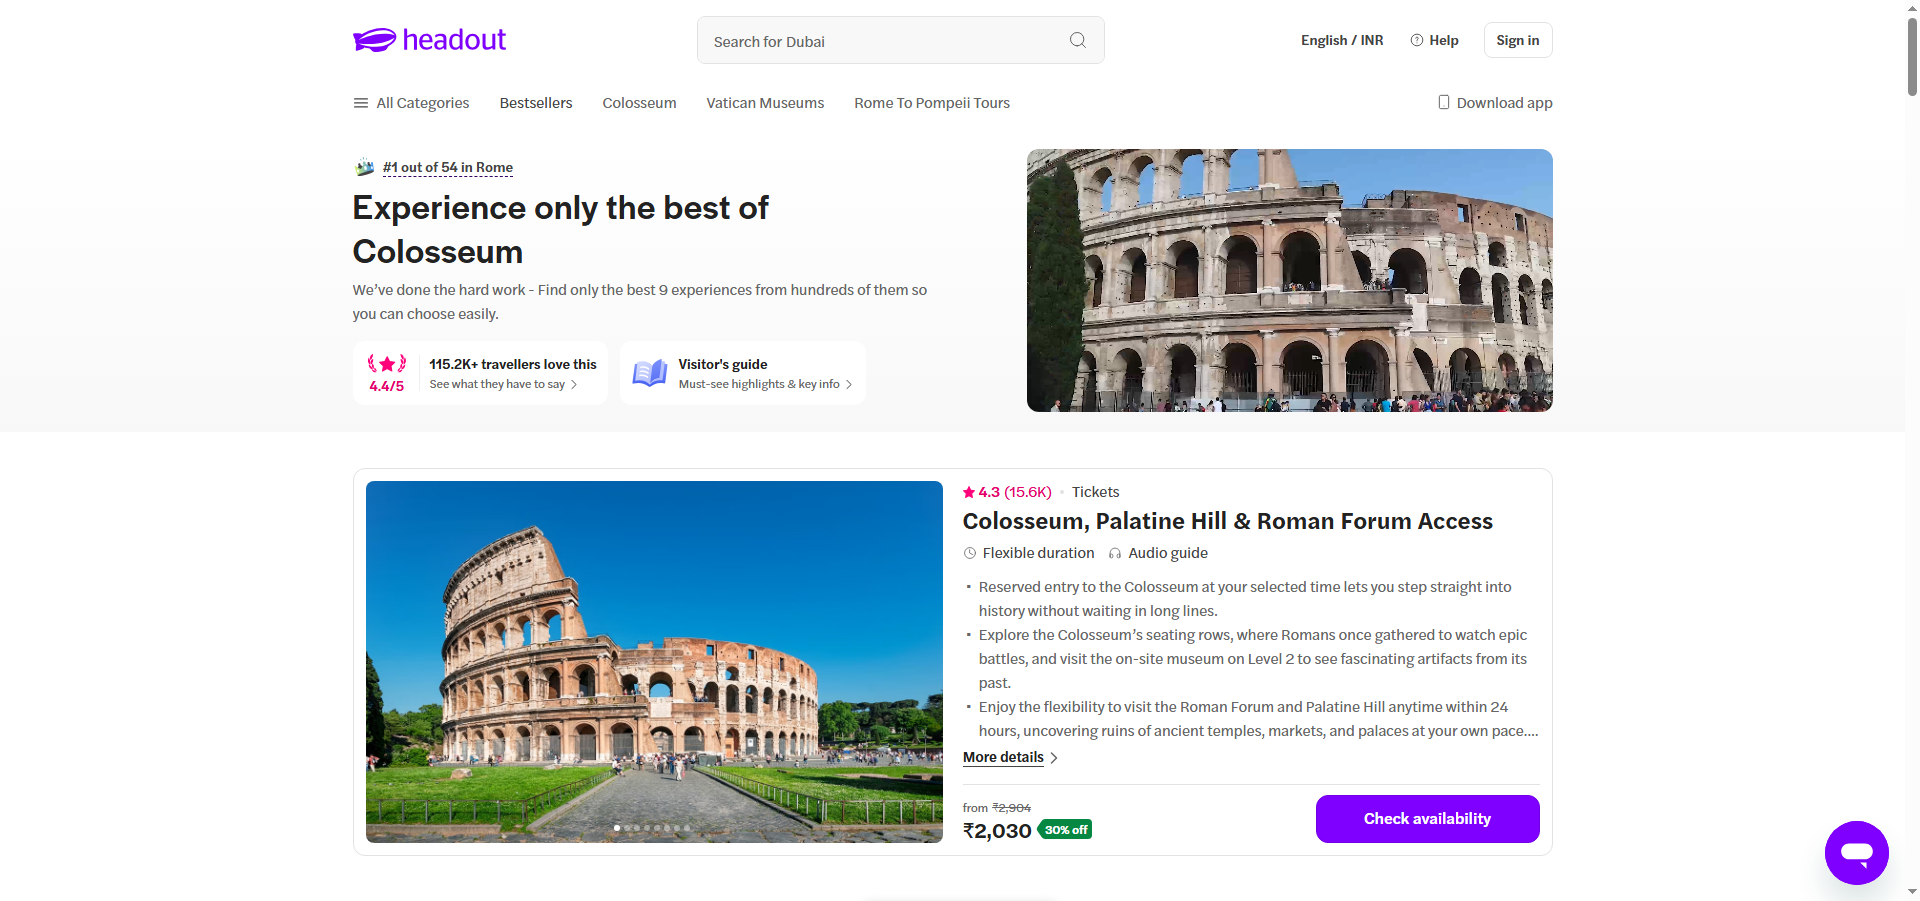 headout
Search for Dubai
English / INR
Help
Sign in
All Categories
Bestsellers
Colosseum
Vatican Museums
Rome To Pompeii Tours
Download app
#1 out of 54 in Rome
Experience only the best of
Colosseum
We’ve done the hard work - Find only the best 9 experiences from hundreds of them so
you can choose easily.
4.4/5
115.2K+ travellers love this
See what they have to say
Visitor's guide
Must-see highlights & key info
4.3 (15.6K)
Tickets
Colosseum, Palatine Hill & Roman Forum Access
Flexible duration
Audio guide
• Reserved entry to the Colosseum at your selected time lets you step straight into
history without waiting in long lines.
• Explore the Colosseum’s seating rows, where Romans once gathered to watch epic
battles, and visit the on-site museum on Level 2 to see fascinating artifacts from its
past.
• Enjoy the flexibility to visit the Roman Forum and Palatine Hill anytime within 24
hours, uncovering ruins of ancient temples, markets, and palaces at your own pace....
More details
from ₹2,904
₹2,030
30% off
Check availability